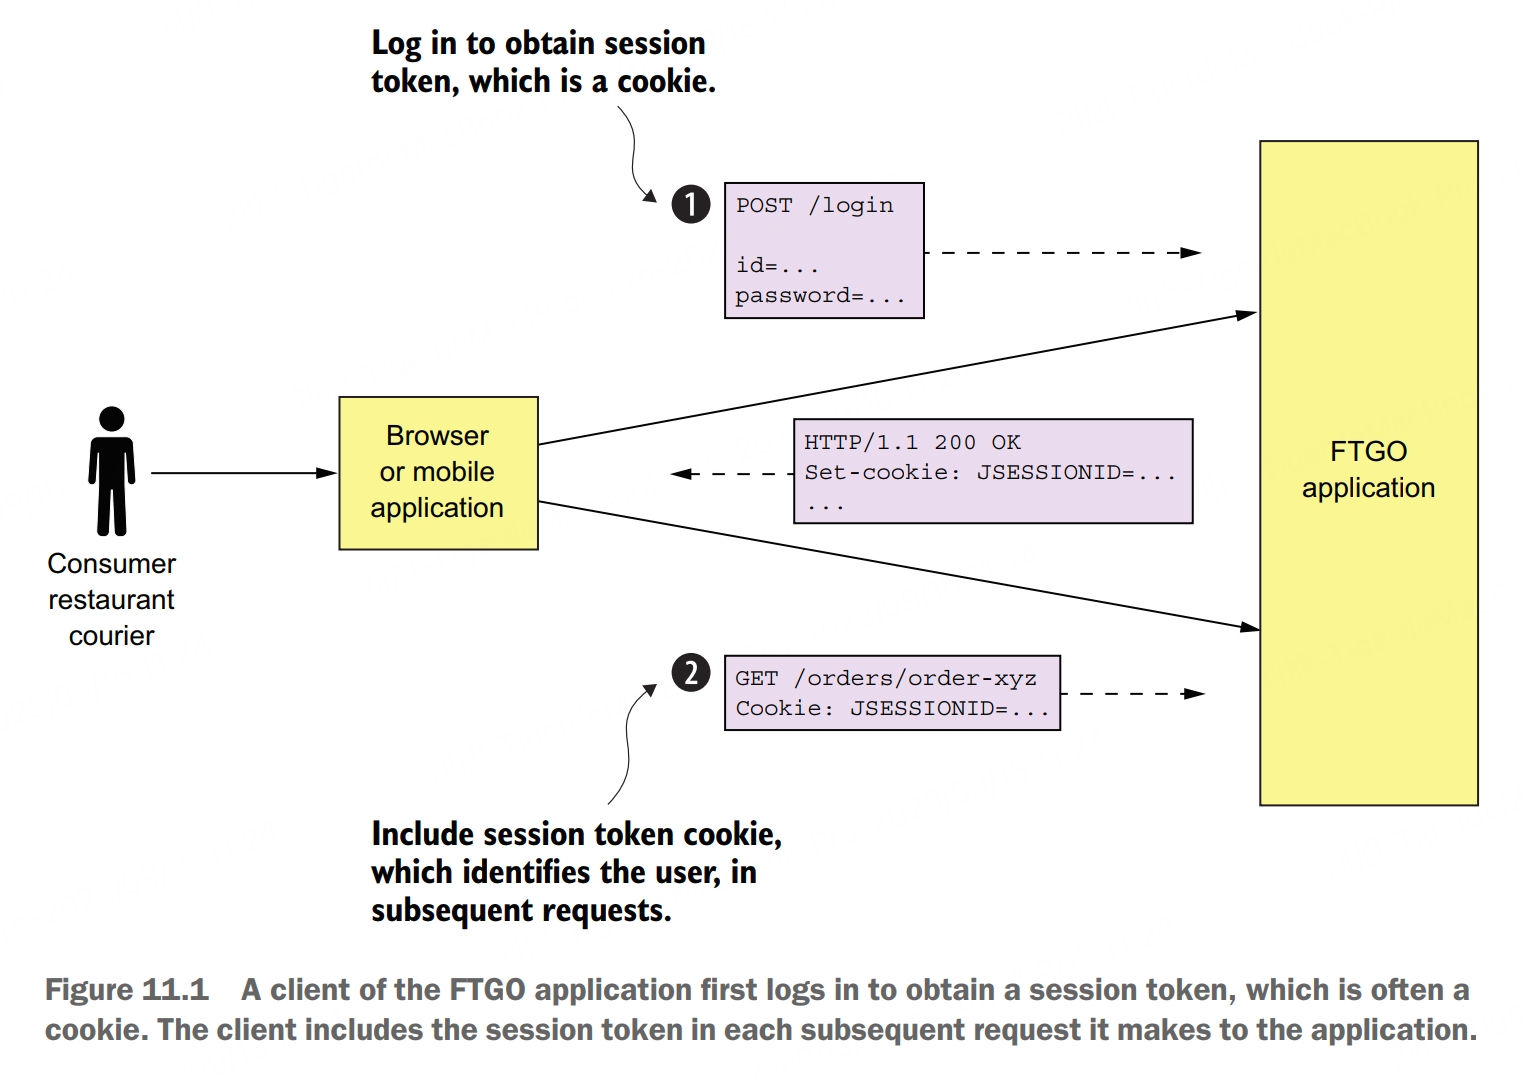 Log in to obtain session
token, which is a cookie.
1
POST /login
id=...
password=...
Browser
or mobile
application
HTTP/1.1 200 OK
Set-cookie: JSESSIONID=...
...
FTGO
application
Consumer
restaurant
courier
2
GET /orders/order-xyz
Cookie: JSESSIONID=...
Include session token cookie,
which identifies the user, in
subsequent requests.
Figure 11.1 A client of the FTGO application first logs in to obtain a session token, which is often a
cookie. The client includes the session token in each subsequent request it makes to the application.